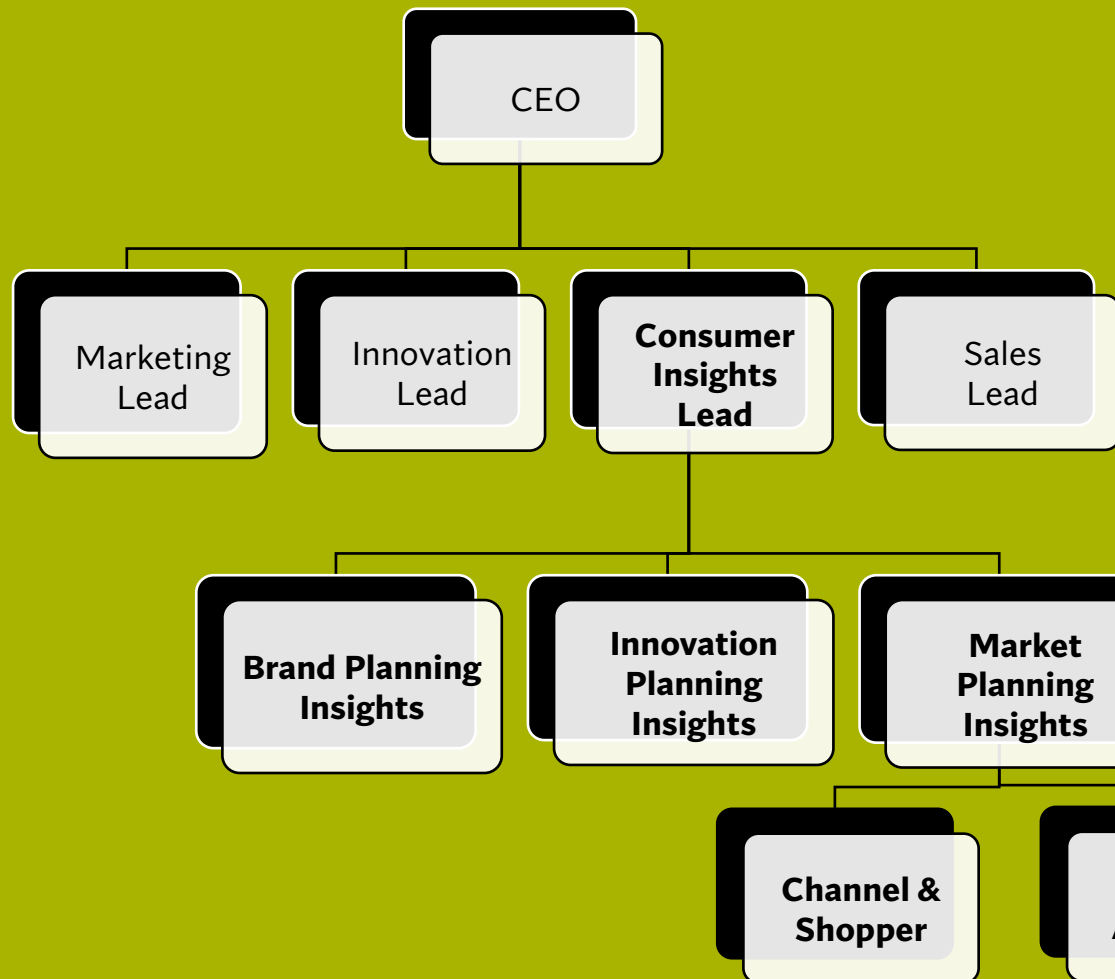 CEO
Marketing
Lead
Innovation
Lead
Consumer
Insights
Lead
Sales
Lead
Brand Planning
Insights
Innovation
Planning
Insights
Market
Planning
Insights
Channel &
Shopper